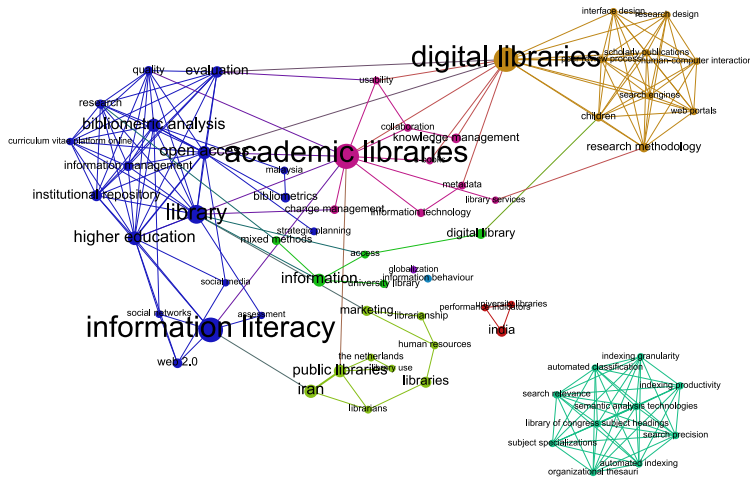 interface design
research design
digital libraries
scholarly publications
human-computer interaction
quality
evaluation
usability
search engines
research
web portals
children
collaboration
bibliometric analysis
knowledge management
curriculum vitae platform online
open access
academic libraries
research methodology
information management
malaysia
metadata
institutional repository
bibliometrics
library services
library
change management
information technology
strategic planning
digital library
higher education
mixed methods
access
globalization
information behaviour
social media
information
university library
university libraries
performance indicators
social networks
assessment
marketing
librarianship
information literacy
india
human resources
web 2.0
the netherlands
library use
public libraries
libraries
iran
librarians
indexing granularity
automated classification
indexing productivity
search relevance
semantic analysis technologies
library of congress subject headings
search precision
subject specializations
automated indexing
organizational thesauri